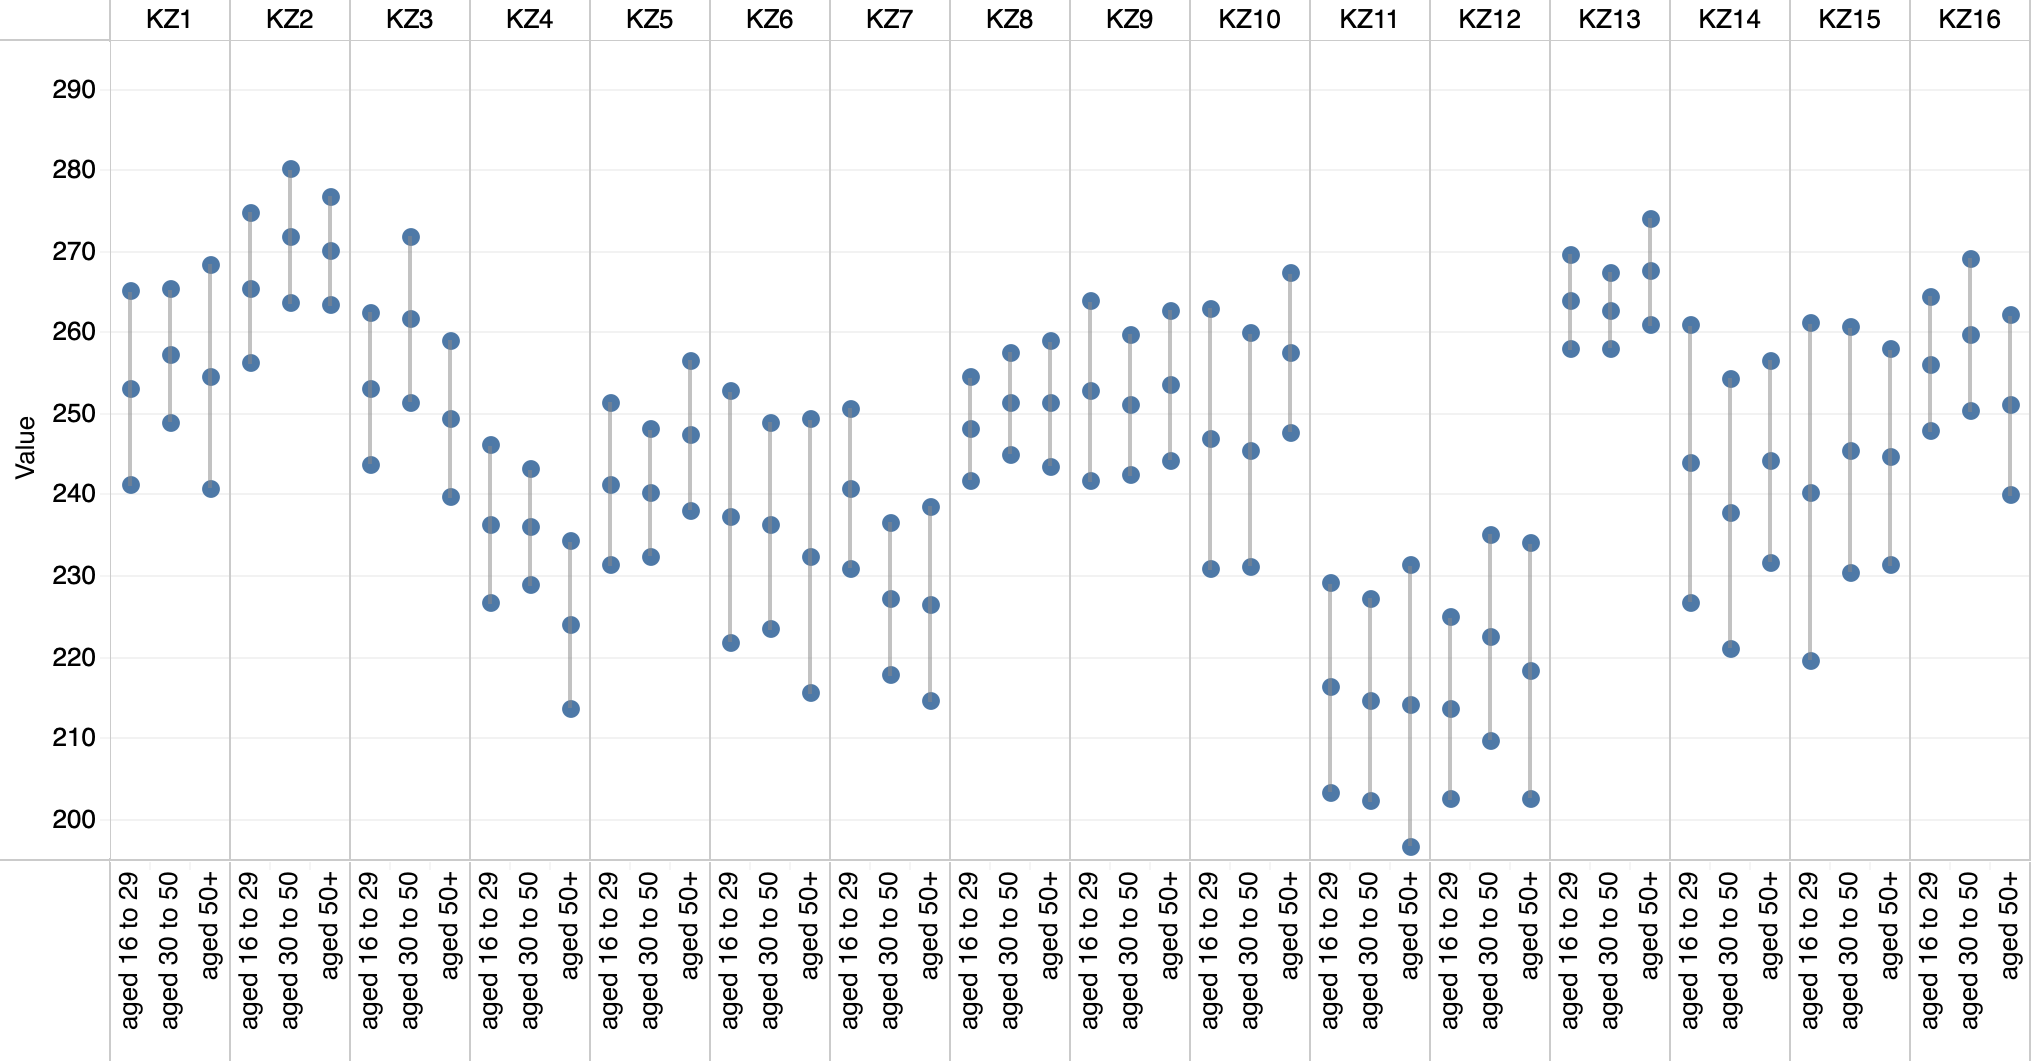 KZ1 KZ2 KZ3 KZ4 KZ5 KZ6 KZ7 KZ8 KZ9 KZ10 KZ11 KZ12 KZ13 KZ14 KZ15 KZ16
Value
290
280
270
260
250
240
230
220
210
200
aged 16 to 29
aged 30 to 50
aged 50+
aged 16 to 29
aged 30 to 50
aged 50+
aged 16 to 29
aged 30 to 50
aged 50+
aged 16 to 29
aged 30 to 50
aged 50+
aged 16 to 29
aged 30 to 50
aged 50+
aged 16 to 29
aged 30 to 50
aged 50+
aged 16 to 29
aged 30 to 50
aged 50+
aged 16 to 29
aged 30 to 50
aged 50+
aged 16 to 29
aged 30 to 50
aged 50+
aged 16 to 29
aged 30 to 50
aged 50+
aged 16 to 29
aged 30 to 50
aged 50+
aged 16 to 29
aged 30 to 50
aged 50+
aged 16 to 29
aged 30 to 50
aged 50+
aged 16 to 29
aged 30 to 50
aged 50+
aged 16 to 29
aged 30 to 50
aged 50+
aged 16 to 29
aged 30 to 50
aged 50+